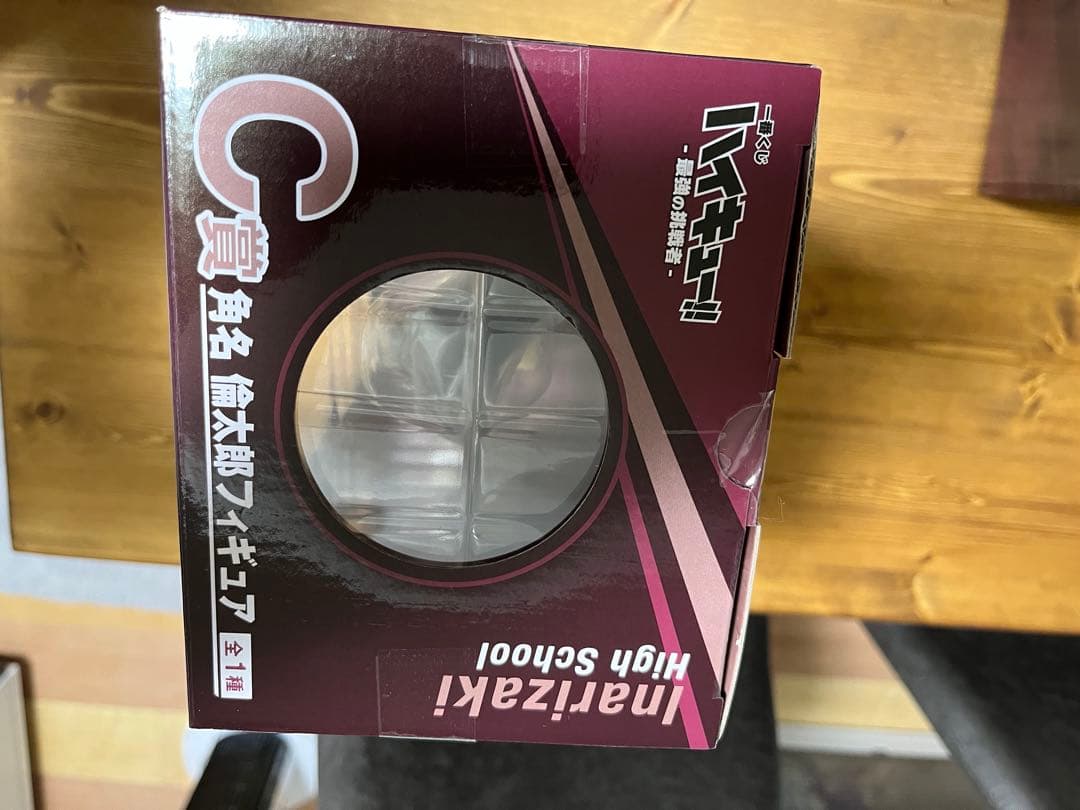 一番くじ
ハイキュー!!
- 最強の挑戦者 -
C賞
角名 倫太郎フィギュア 全1種
Inarizaki
High School